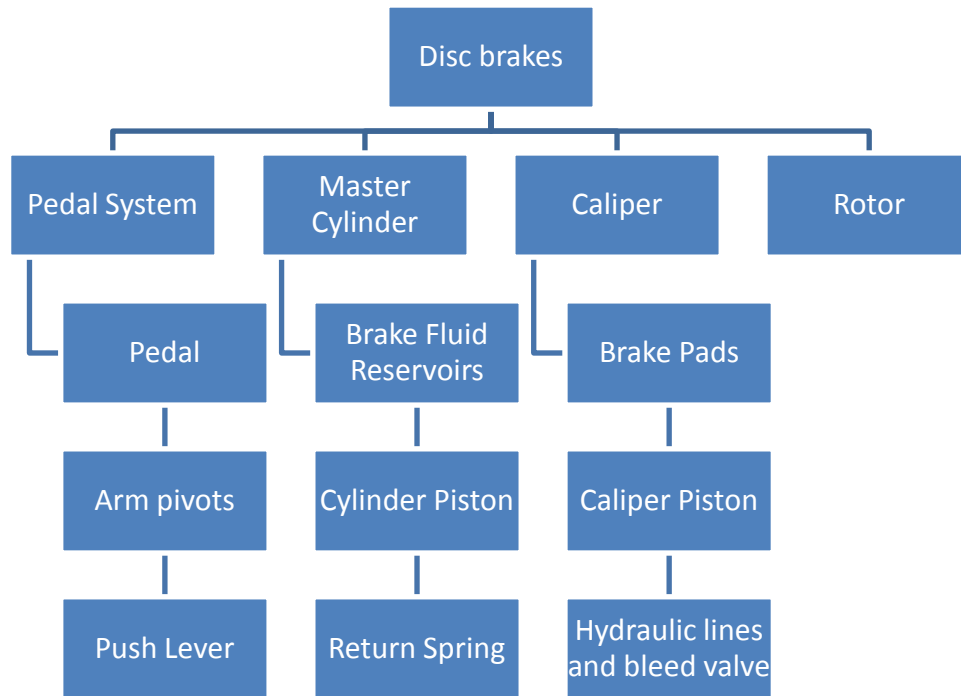 Disc brakes
Pedal System
Master
Cylinder
Caliper
Rotor
Pedal
Brake Fluid
Reservoirs
Brake Pads
Arm pivots
Cylinder Piston
Caliper Piston
Push Lever
Return Spring
Hydraulic lines
and bleed valve